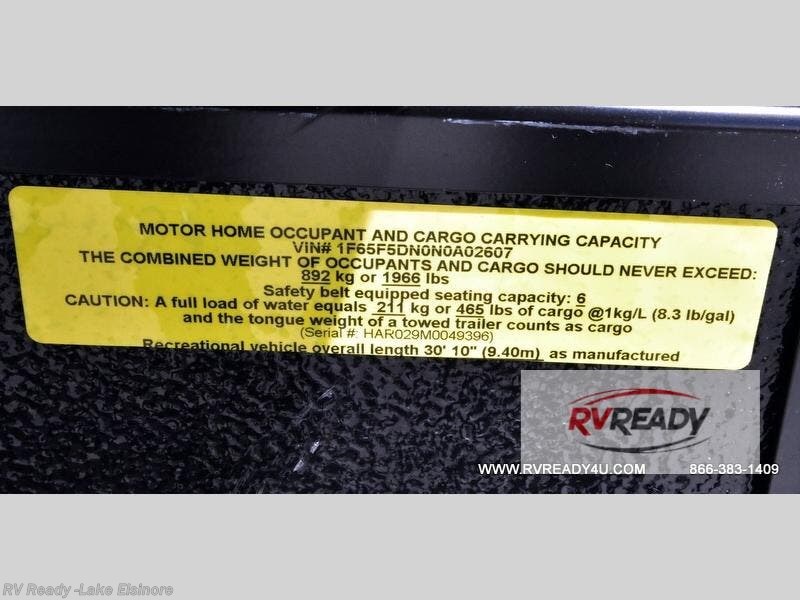 MOTOR HOME OCCUPANT AND CARGO CARRYING CAPACITY
VIN# 1F65F5DN0N0A02607
THE COMBINED WEIGHT OF OCCUPANTS AND CARGO SHOULD NEVER EXCEED:
892 kg or 1966 lbs
Safety belt equipped seating capacity: 6
CAUTION: A full load of water equals 211 kg or 465 lbs of cargo @1kg/L (8.3 lb/gal)
and the tongue weight of a towed trailer counts as cargo
(Serial #: HAR029M0049396)
Recreational vehicle overall length 30' 10" (9.40m) as manufactured
RVREADY
WWW.RVREADY4U.COM 866-383-1409
RV Ready -Lake Elsinore